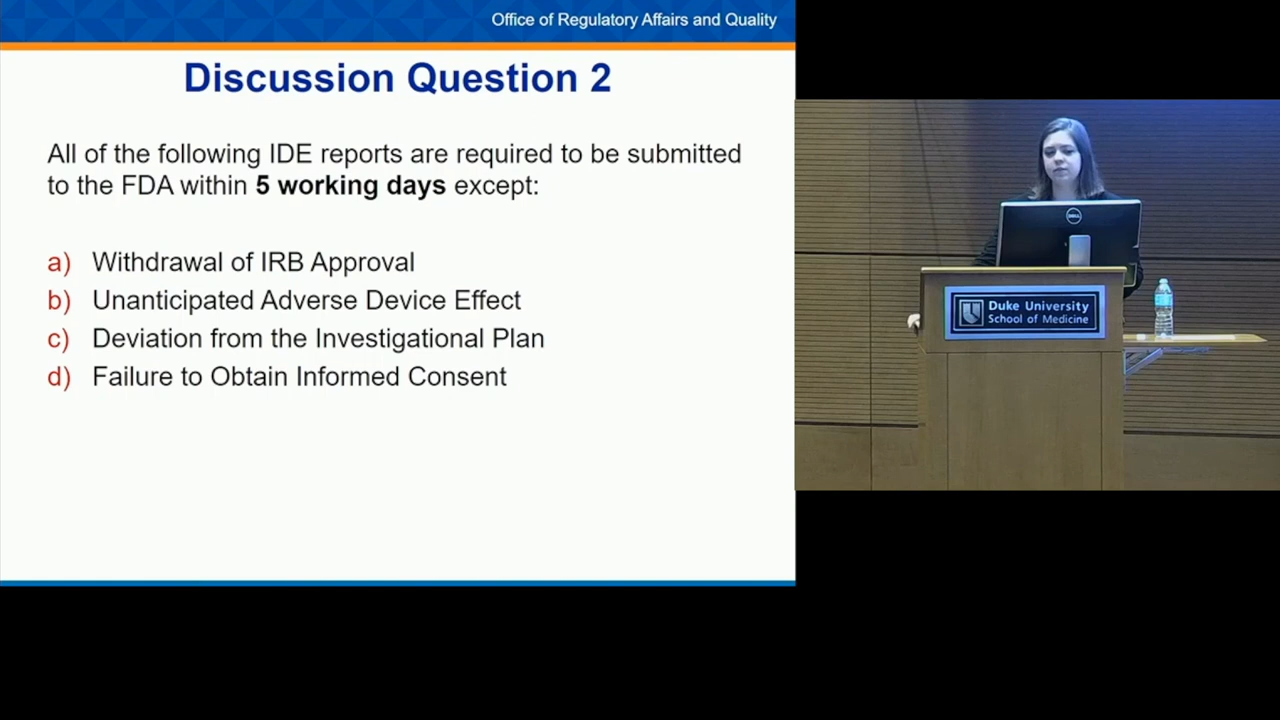 Office of Regulatory Affairs and Quality
Discussion Question 2
All of the following IDE reports are required to be submitted
to the FDA within 5 working days except:
a) Withdrawal of IRB Approval
b) Unanticipated Adverse Device Effect
c) Deviation from the Investigational Plan
d) Failure to Obtain Informed Consent
DELL
Duke University
School of Medicine